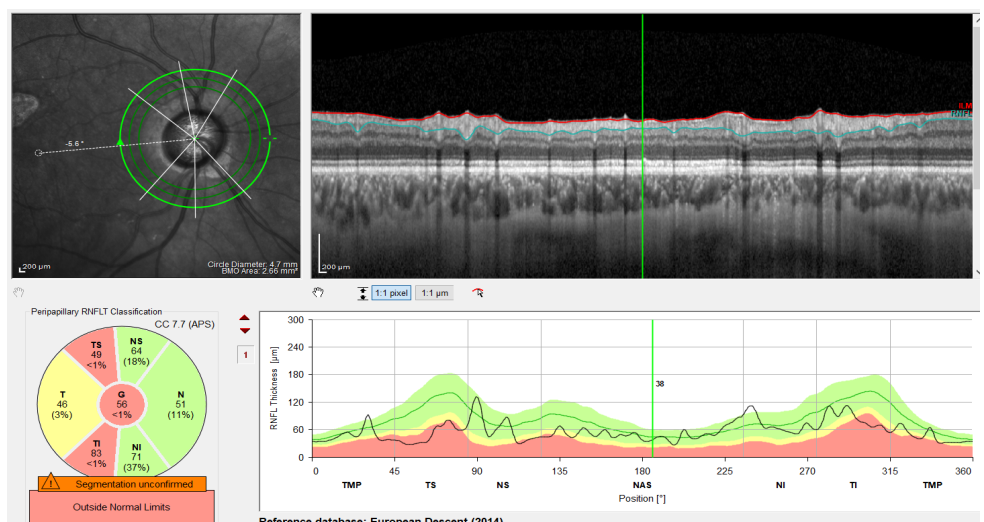 -5.6 °
200 µm
Circle Diameter: 4.7 mm
BMO Area: 2.66 mm²
ILM
RNFL
200 µm
1:1 pixel
1:1 µm
Peripapillary RNFLT Classification
CC 7.7 (APS)
TS
49
<1%
NS
64
(18%)
T
46
(3%)
G
56
<1%
N
51
(11%)
TI
83
<1%
NI
71
(37%)
Segmentation unconfirmed
Outside Normal Limits
1
RNFL Thickness [µm]
300
240
180
120
60
0
38
0 45 90 135 180 225 270 315 360
TMP TS NS NAS NI TI TMP
Position [°]
Reference database: European Descent (2014)